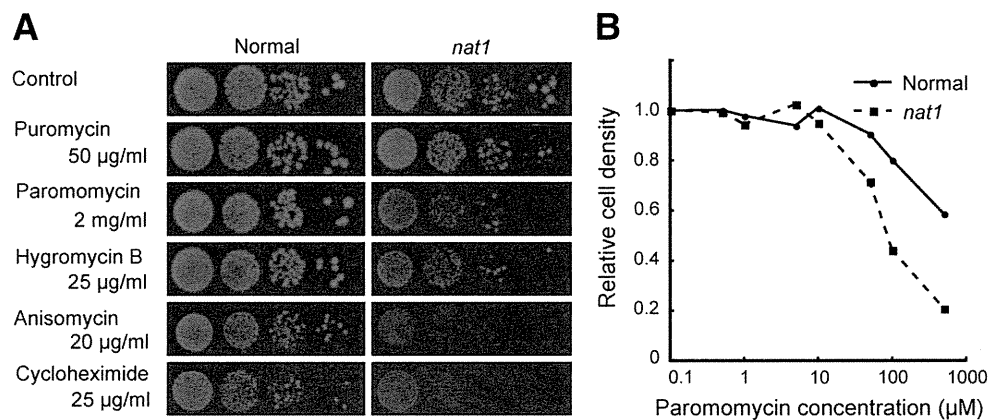 A
Normal
nat1
Control
Puromycin
50 µg/ml
Paromomycin
2 mg/ml
Hygromycin B
25 µg/ml
Anisomycin
20 µg/ml
Cycloheximide
25 µg/ml
B
Normal
nat1
Relative cell density
1.0
0.8
0.6
0.4
0.2
0
0.1
1
10
100
1000
Paromomycin concentration (µM)